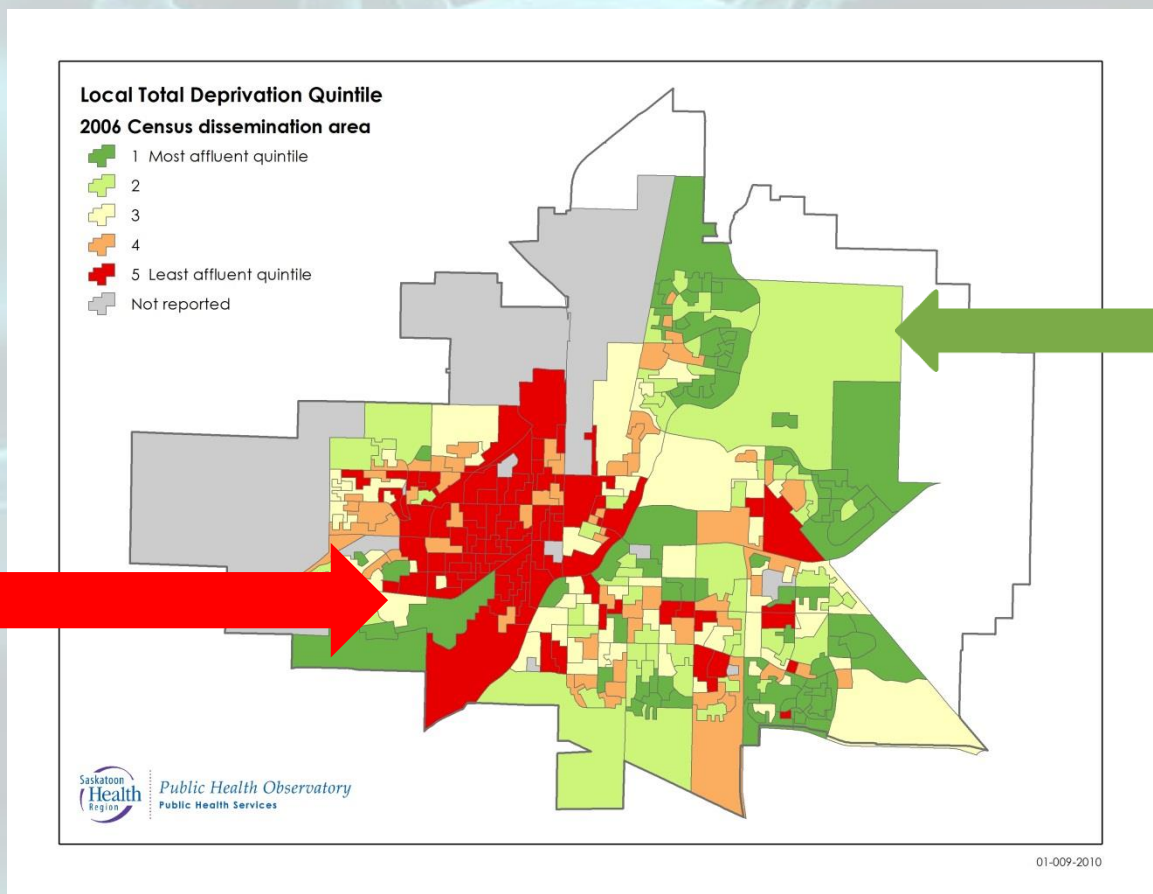 Local Total Deprivation Quintile
2006 Census dissemination area
1 Most affluent quintile
2
3
4
5 Least affluent quintile
Not reported
Saskatoon
Health
Region
Public Health Observatory
Public Health Services
01-009-2010